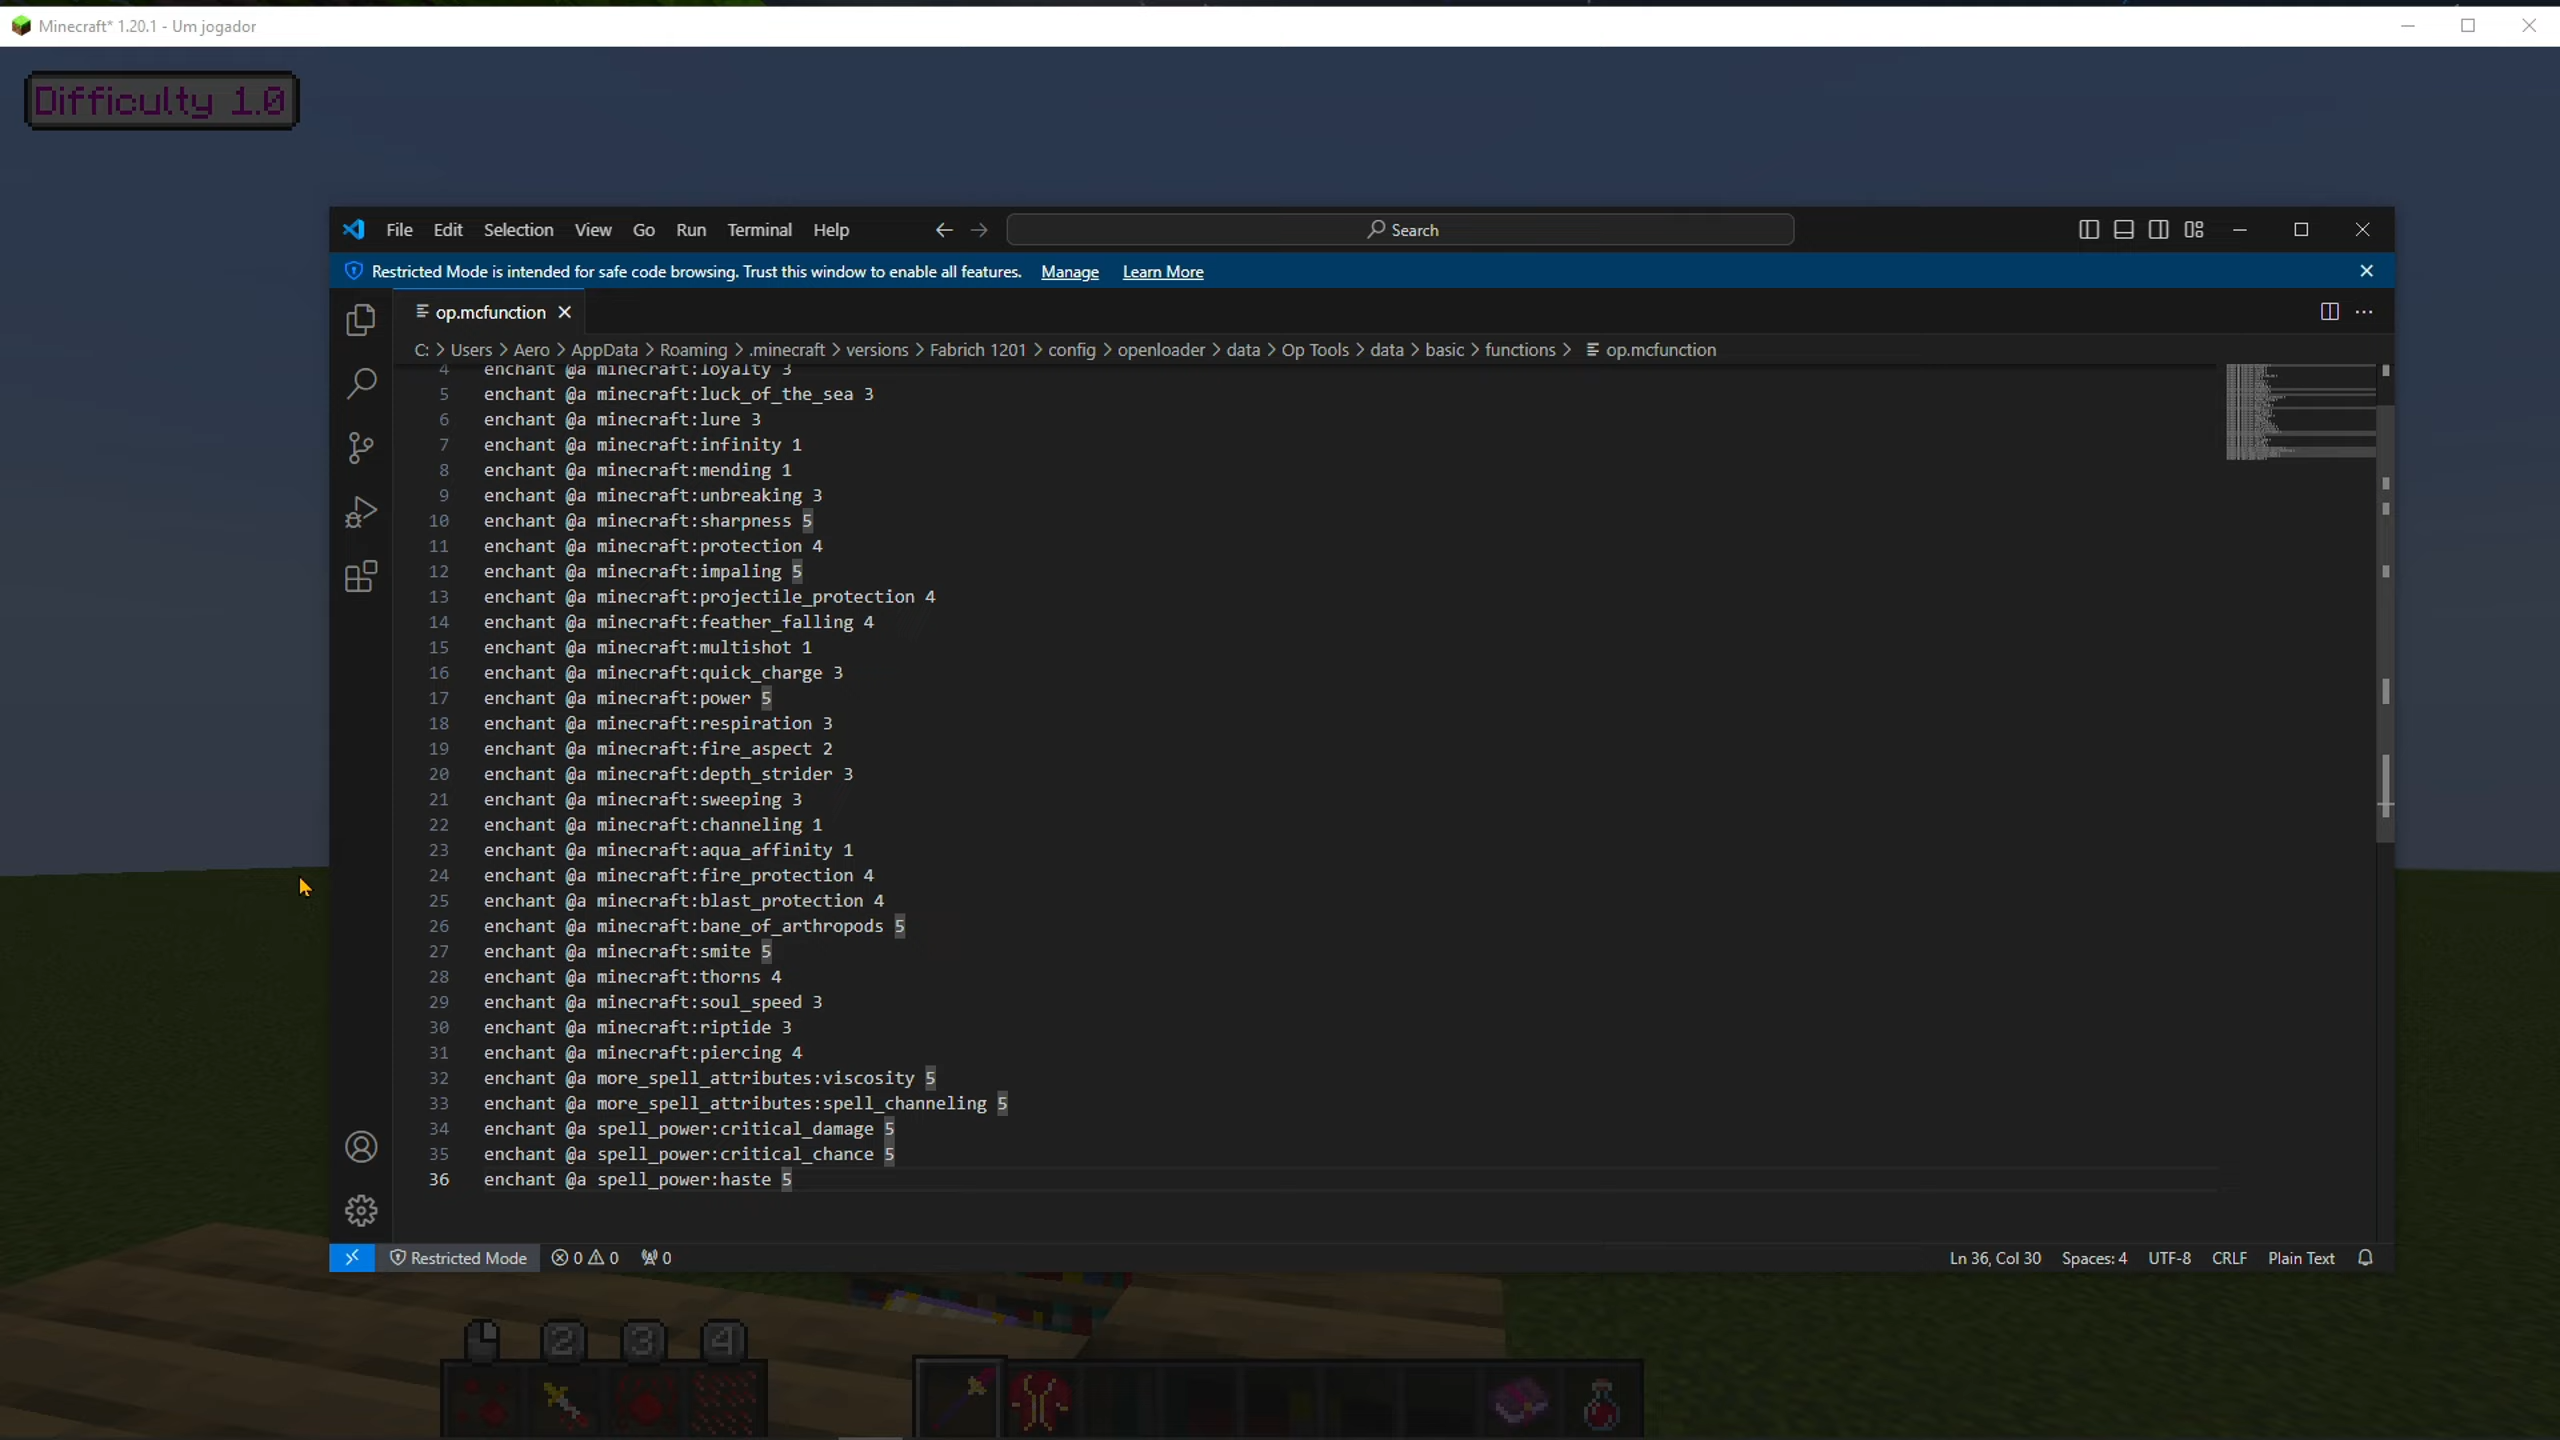 Minecraft* 1.20.1 - Um jogador
Difficulty 1.0
File Edit Selection View Go Run Terminal Help
Search
Restricted Mode is intended for safe code browsing. Trust this window to enable all features. Manage Learn More
op.mcfunction
C: > Users > Aero > AppData > Roaming > .minecraft > versions > Fabrich 1201 > config > openloader > data > Op Tools > data > basic > functions > op.mcfunction
4 enchant @a minecraft:loyalty 3
5 enchant @a minecraft:luck_of_the_sea 3
6 enchant @a minecraft:lure 3
7 enchant @a minecraft:infinity 1
8 enchant @a minecraft:mending 1
9 enchant @a minecraft:unbreaking 3
10 enchant @a minecraft:sharpness 5
11 enchant @a minecraft:protection 4
12 enchant @a minecraft:impaling 5
13 enchant @a minecraft:projectile_protection 4
14 enchant @a minecraft:feather_falling 4
15 enchant @a minecraft:multishot 1
16 enchant @a minecraft:quick_charge 3
17 enchant @a minecraft:power 5
18 enchant @a minecraft:respiration 3
19 enchant @a minecraft:fire_aspect 2
20 enchant @a minecraft:depth_strider 3
21 enchant @a minecraft:sweeping 3
22 enchant @a minecraft:channeling 1
23 enchant @a minecraft:aqua_affinity 1
24 enchant @a minecraft:fire_protection 4
25 enchant @a minecraft:blast_protection 4
26 enchant @a minecraft:bane_of_arthropods 5
27 enchant @a minecraft:smite 5
28 enchant @a minecraft:thorns 4
29 enchant @a minecraft:soul_speed 3
30 enchant @a minecraft:riptide 3
31 enchant @a minecraft:piercing 4
32 enchant @a more_spell_attributes:viscosity 5
33 enchant @a more_spell_attributes:spell_channeling 5
34 enchant @a spell_power:critical_damage 5
35 enchant @a spell_power:critical_chance 5
36 enchant @a spell_power:haste 5
Restricted Mode 0 0 0 Ln 36, Col 30 Spaces: 4 UTF-8 CRLF Plain Text
2 3 4